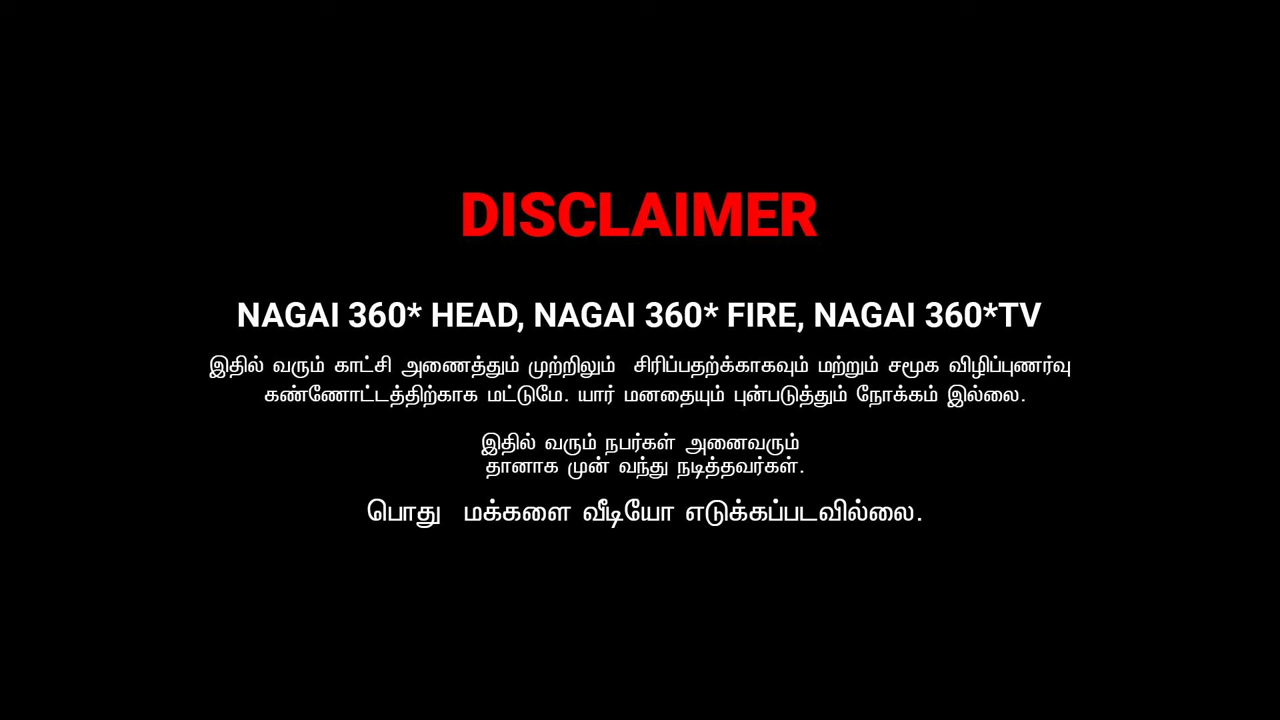 DISCLAIMER
NAGAI 360* HEAD, NAGAI 360* FIRE, NAGAI 360*TV
இதில் வரும் காட்சி அணைத்தும் முற்றிலும் சிரிப்பதற்க்காகவும் மற்றும் சமூக விழிப்புணர்வு
கண்ணோட்டத்திற்காக மட்டுமே. யார் மனதையும் புன்படுத்தும் நோக்கம் இல்லை.
இதில் வரும் நபர்கள் அனைவரும்
தானாக முன் வந்து நடித்தவர்கள்.
பொது மக்களை வீடியோ எடுக்கப்படவில்லை.